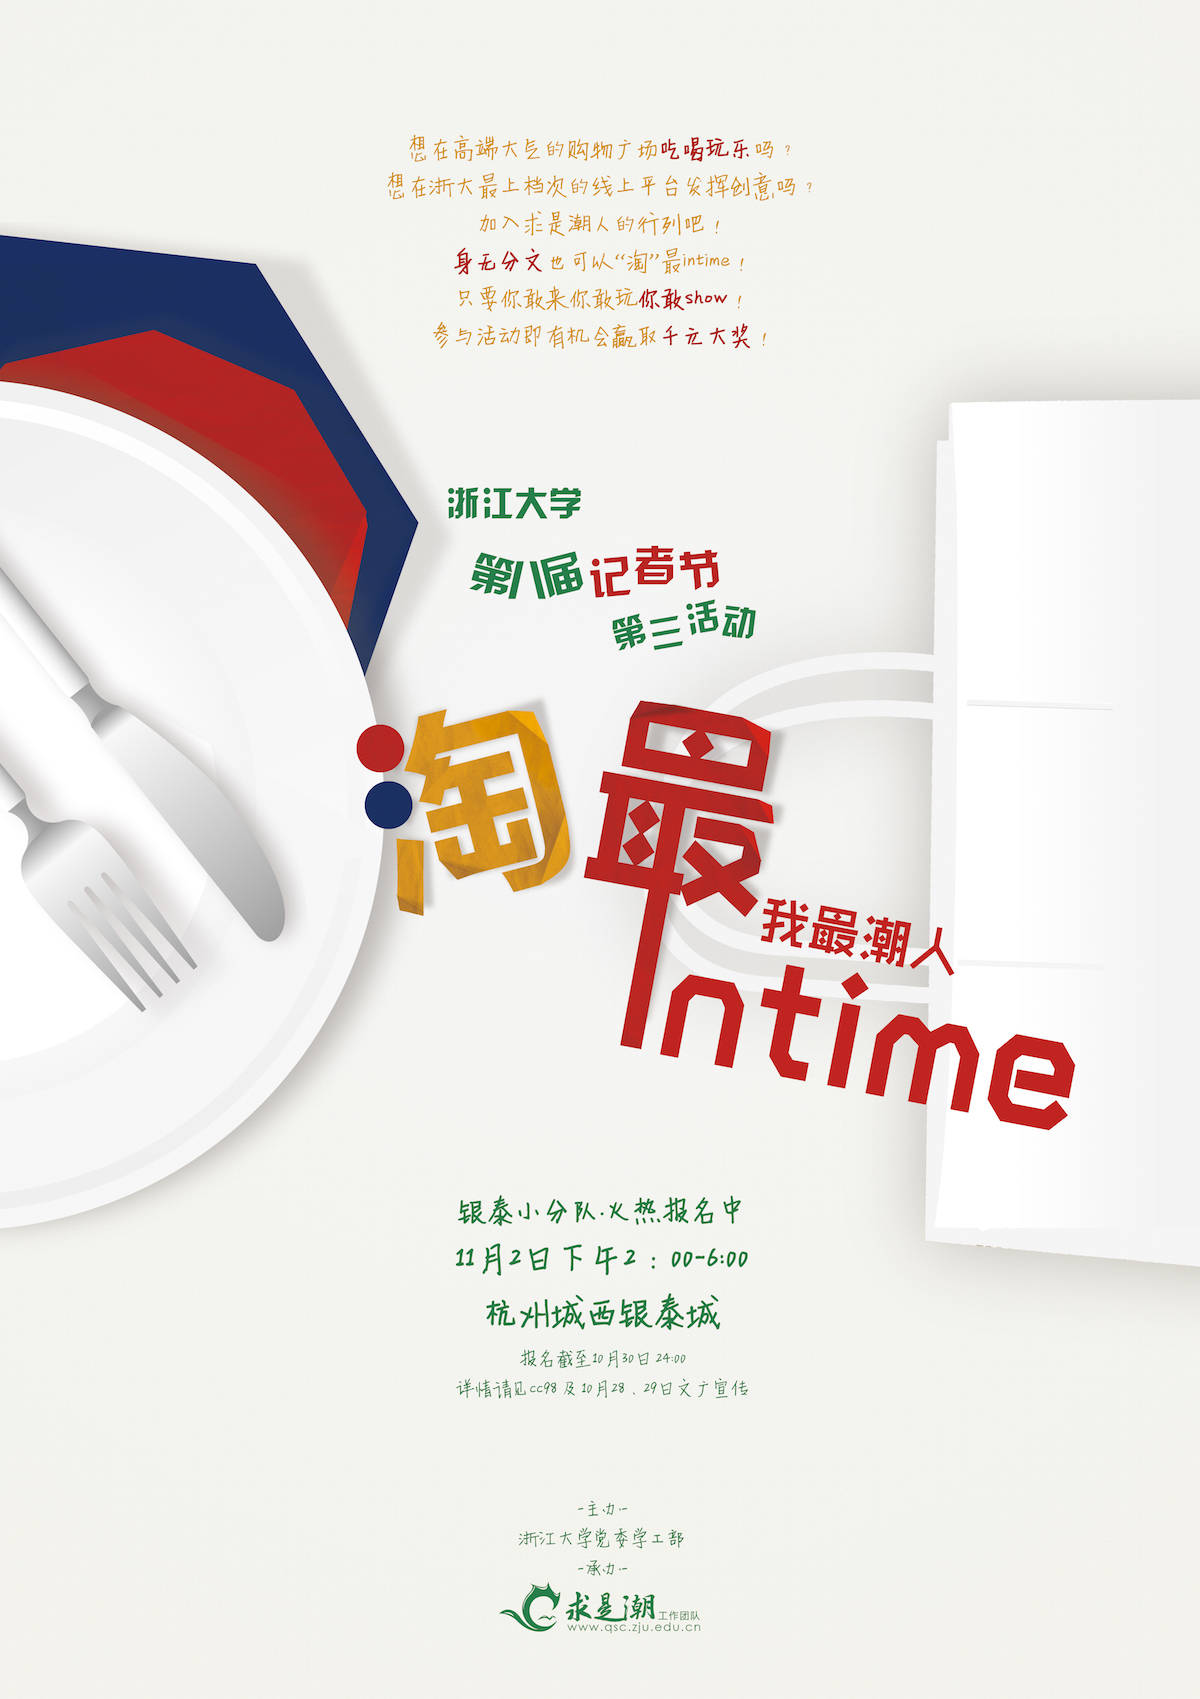 想在高端大气的购物广场吃喝玩乐吗？
想在浙大最上档次的线上平台发挥创意吗？
加入求是潮人的行列吧！
身无分文也可以“淘”最intime！
只要你敢来你敢玩你敢show！
参与活动即有机会赢取千元大奖！
浙江大学
第八届记者节
第三活动
淘最
我最潮人
Intime
银泰小分队·火热报名中
11月2日下午2：00-6:00
杭州城西银泰城
报名截至10月30日24:00
详情请见cc98及10月28、29日文广宣传
-主办-
浙江大学党委学工部
-承办-
求是潮工作团队
www.qsc.zju.edu.cn